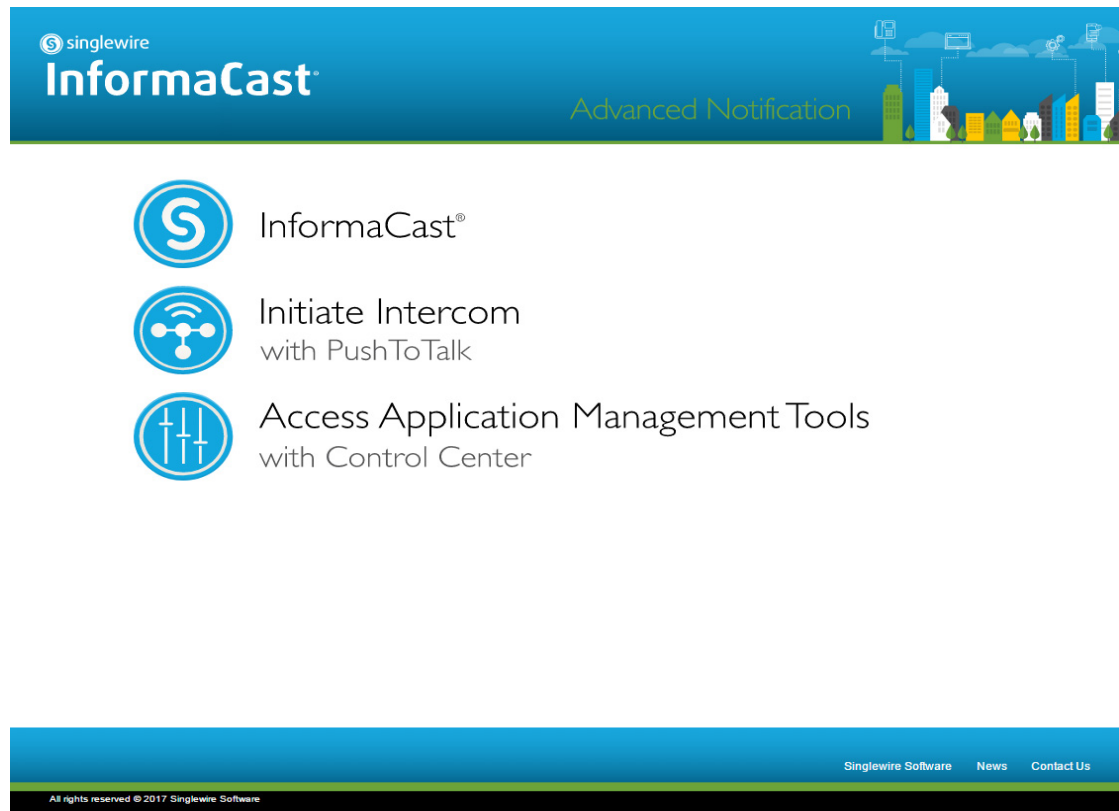 singlewire
InformaCast
Advanced Notification
InformaCast®
Initiate Intercom
with PushToTalk
Access Application Management Tools
with Control Center
Singlewire Software News Contact Us
All rights reserved © 2017 Singlewire Software